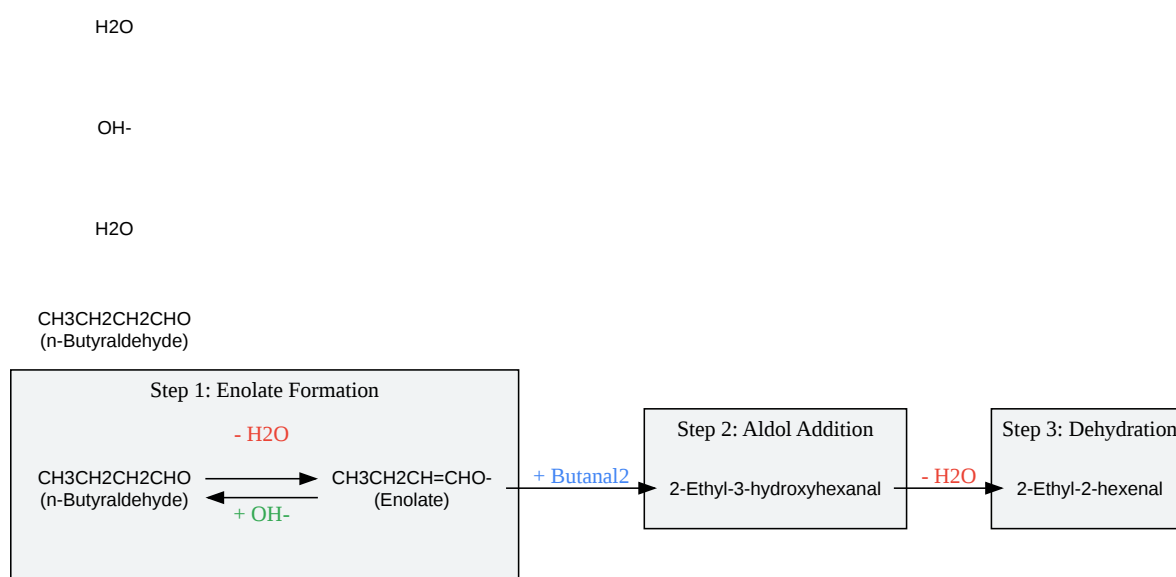 H2O
OH-
H2O
CH3CH2CH2CHO
(n-Butyraldehyde)
Step 1: Enolate Formation
- H2O
CH3CH2CH2CHO
(n-Butyraldehyde)
CH3CH2CH=CHO-
(Enolate)
+ OH-
+ Butanal2
Step 2: Aldol Addition
2-Ethyl-3-hydroxyhexanal
- H2O
Step 3: Dehydration
2-Ethyl-2-hexenal